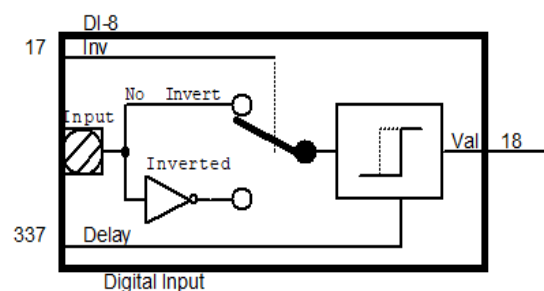 DI-8
17 Inv
No Invert
Input
Val 18
Inverted
337 Delay
Digital Input